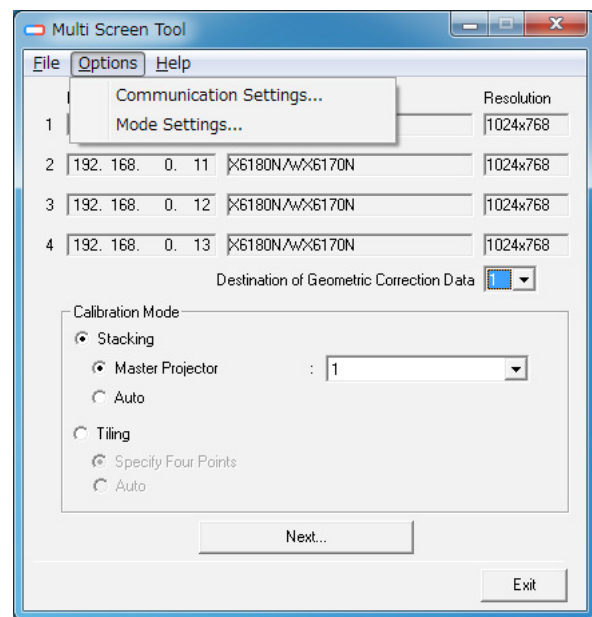 Multi Screen Tool
File Options Help
Communication Settings...
Mode Settings...
Resolution
1 1024x768
2 192. 168. 0. 11 X6180N/WX6170N 1024x768
3 192. 168. 0. 12 X6180N/WX6170N 1024x768
4 192. 168. 0. 13 X6180N/WX6170N 1024x768
Destination of Geometric Correction Data 1
Calibration Mode
Stacking
Master Projector : 1
Auto
Tiling
Specify Four Points
Auto
Next...
Exit